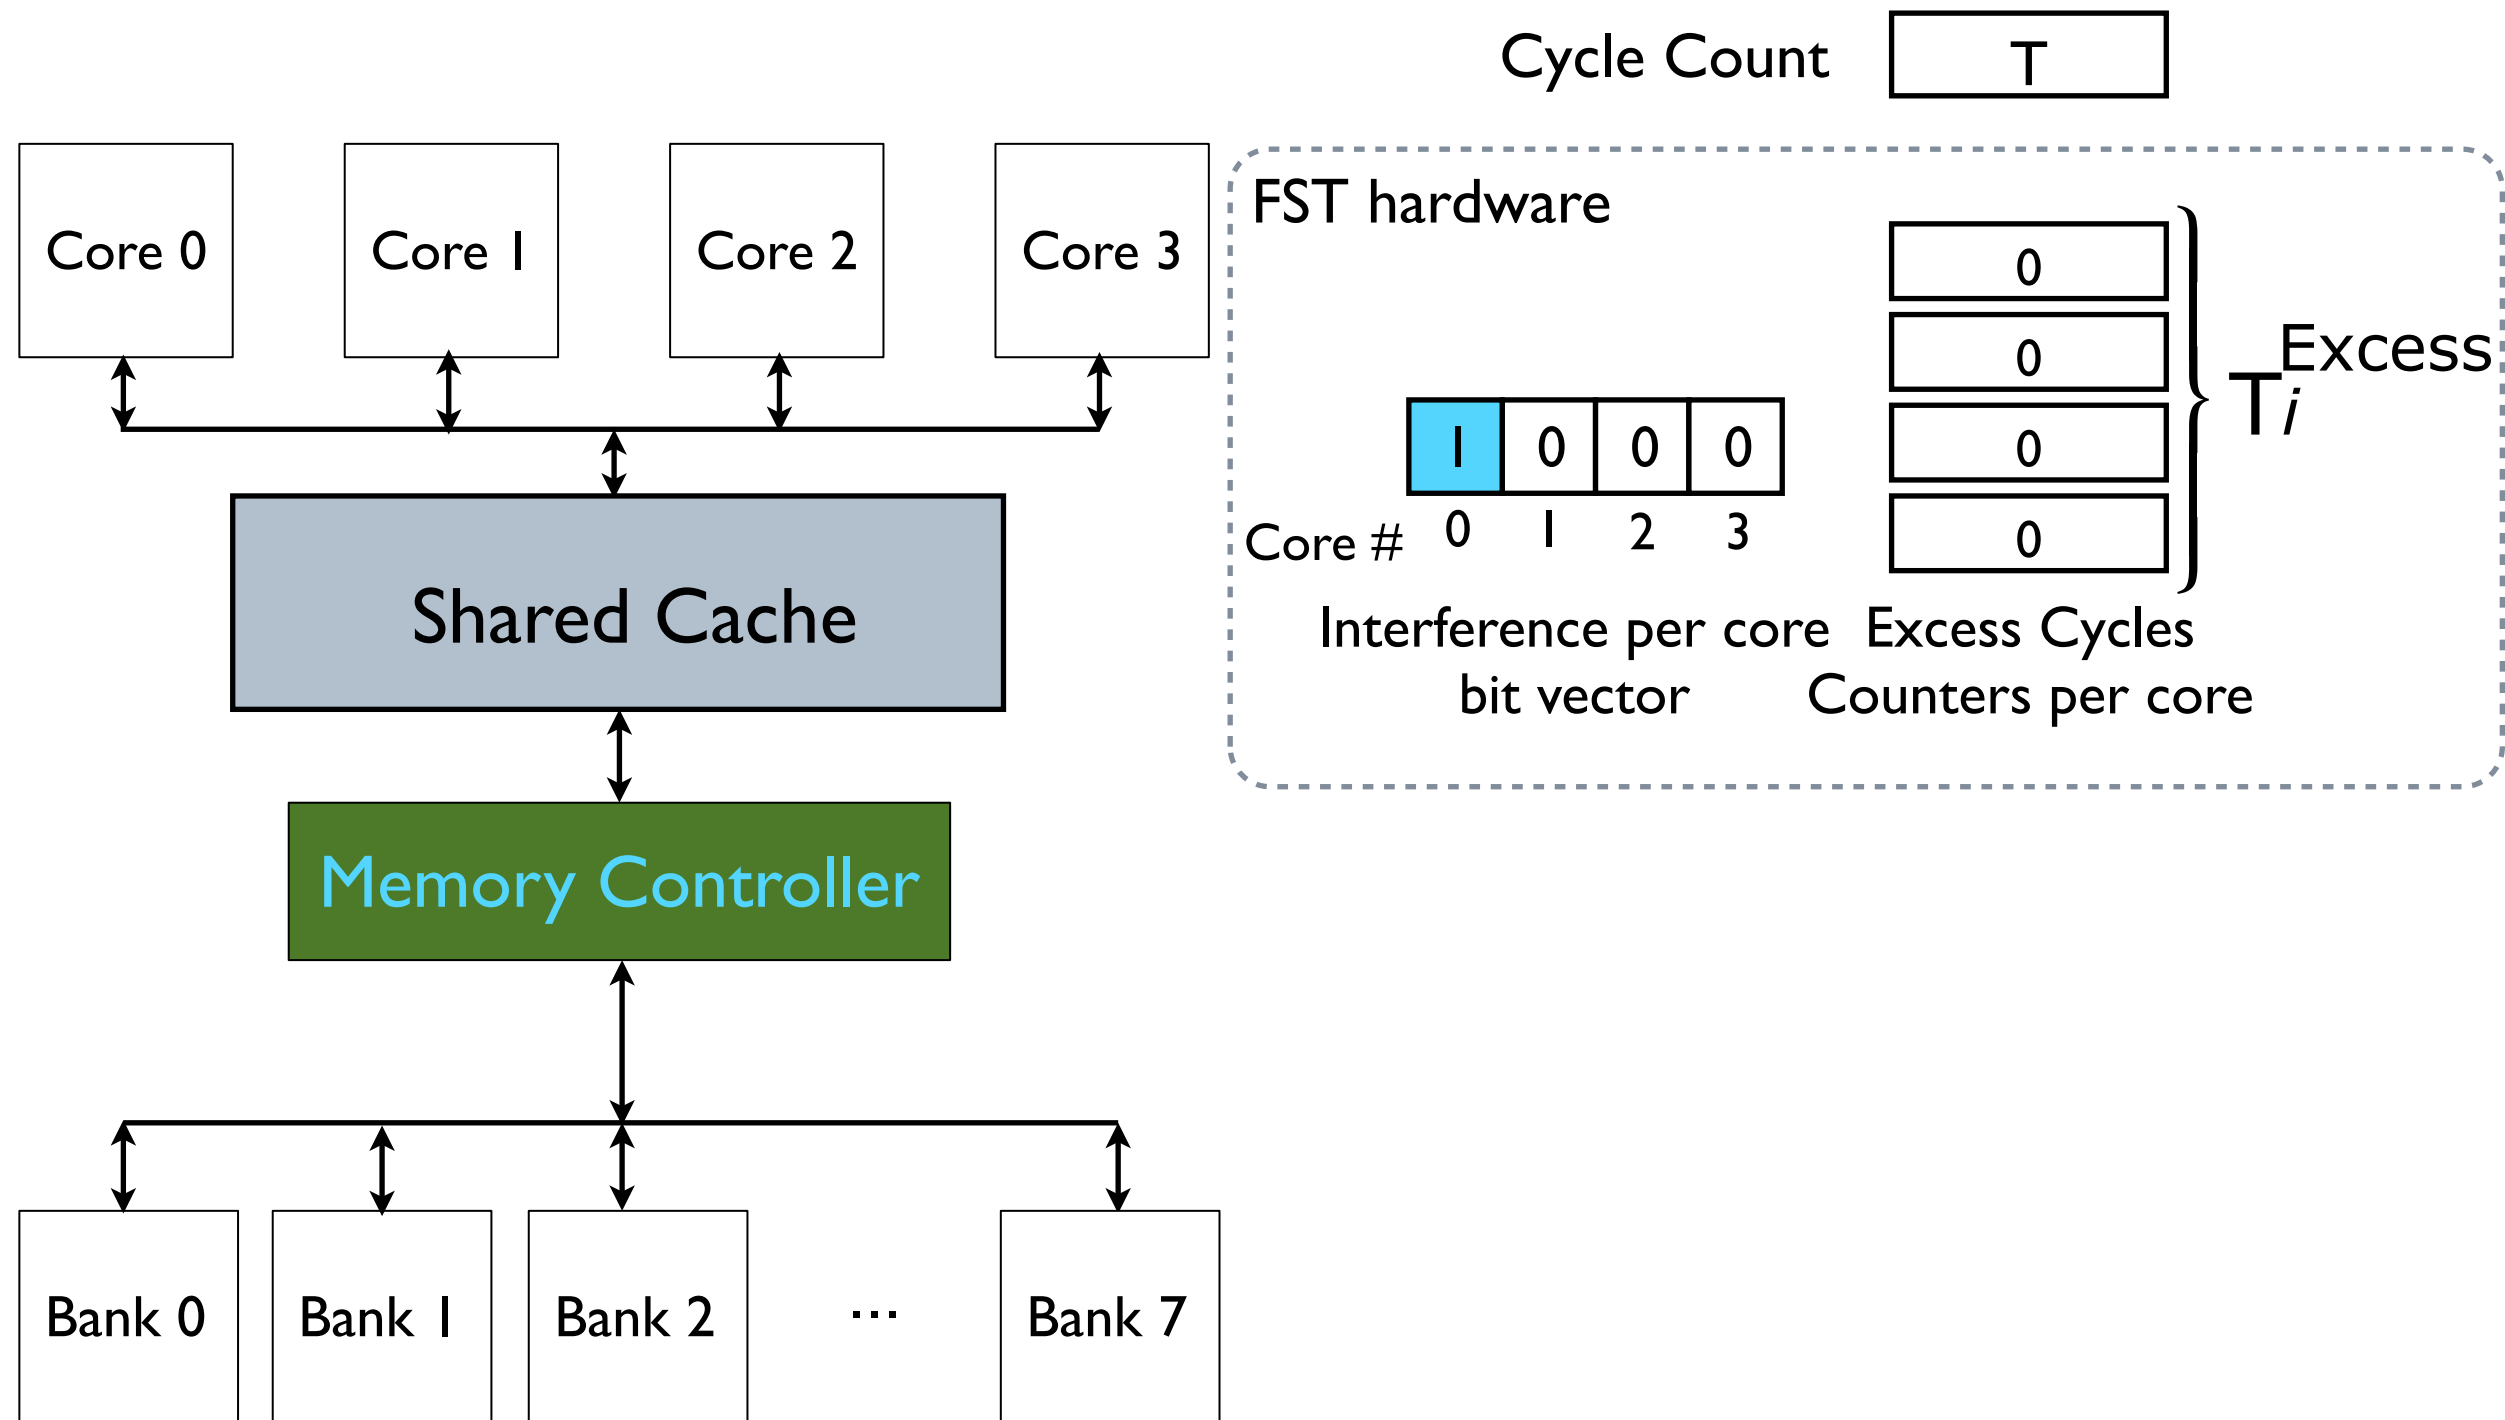 Cycle Count T
Core 0 Core 1 Core 2 Core 3
FST hardware
0
0
0
0
T i Excess
1 0 0 0
Core # 0 1 2 3
Interference per core
bit vector
Excess Cycles
Counters per core
Shared Cache
Memory Controller
Bank 0 Bank 1 Bank 2 ... Bank 7